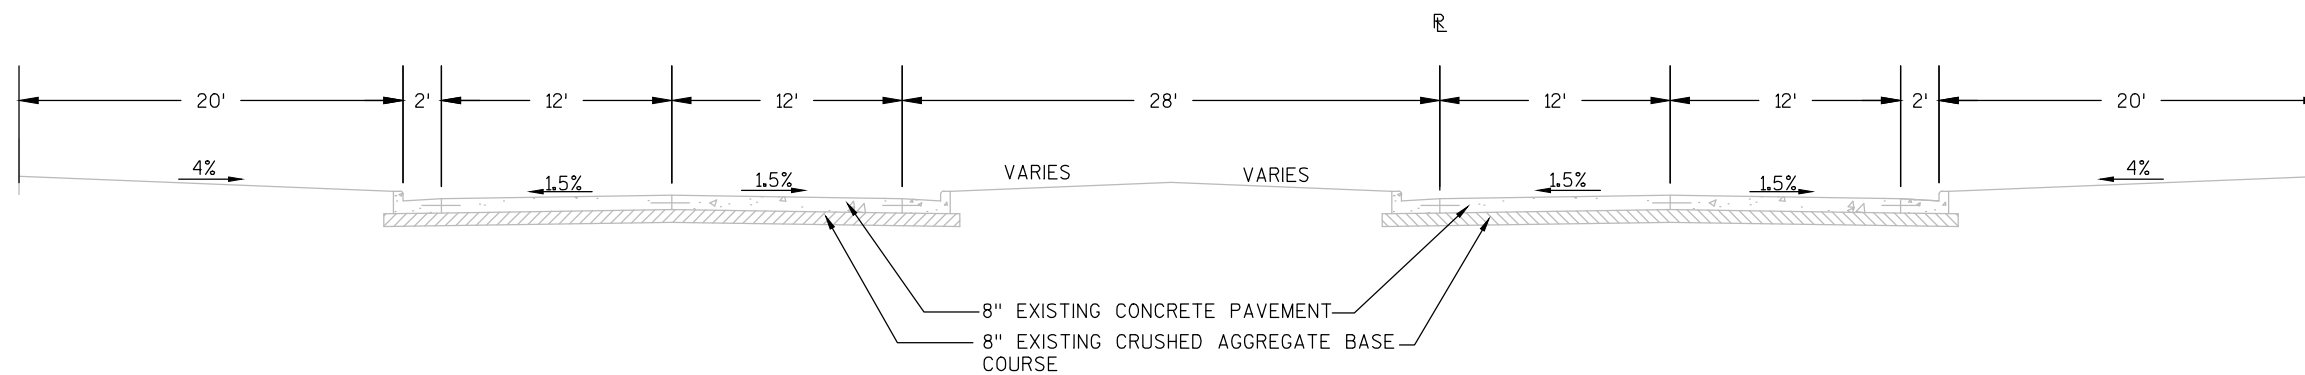 RL
20' 2' 12' 12' 28' 12' 12' 2' 20'
4% 1.5% 1.5% VARIES VARIES 1.5% 1.5% 4%
8" EXISTING CONCRETE PAVEMENT
8" EXISTING CRUSHED AGGREGATE BASE
COURSE